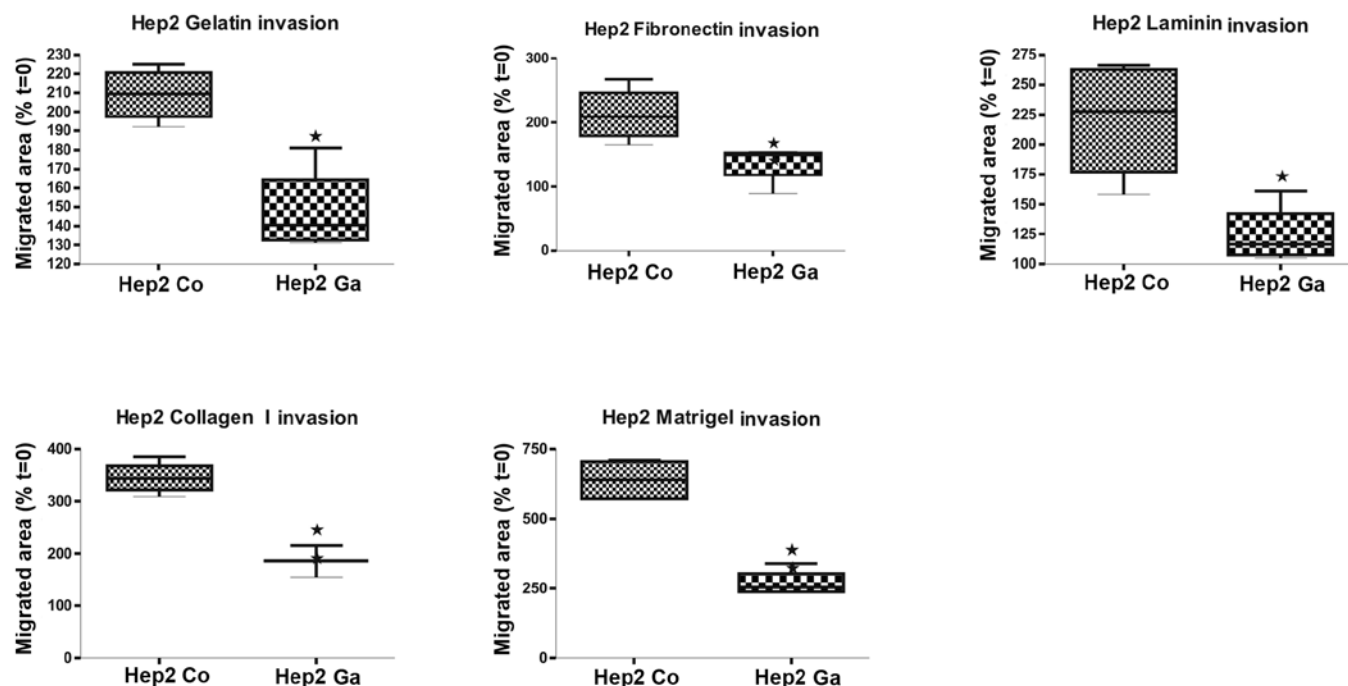 Hep2 Gelatin invasion
Migrated area (% t=0)
230
220
210
200
190
180
170
160
150
140
130
120
Hep2 Co
Hep2 Ga
Hep2 Fibronectin invasion
Migrated area (% t=0)
300
200
100
0
Hep2 Co
Hep2 Ga
Hep2 Laminin invasion
Migrated area (% t=0)
275
250
225
200
175
150
125
100
Hep2 Co
Hep2 Ga
Hep2 Collagen I invasion
Migrated area (% t=0)
400
300
200
100
0
Hep2 Co
Hep2 Ga
Hep2 Matrigel invasion
Migrated area (% t=0)
750
500
250
0
Hep2 Co
Hep2 Ga